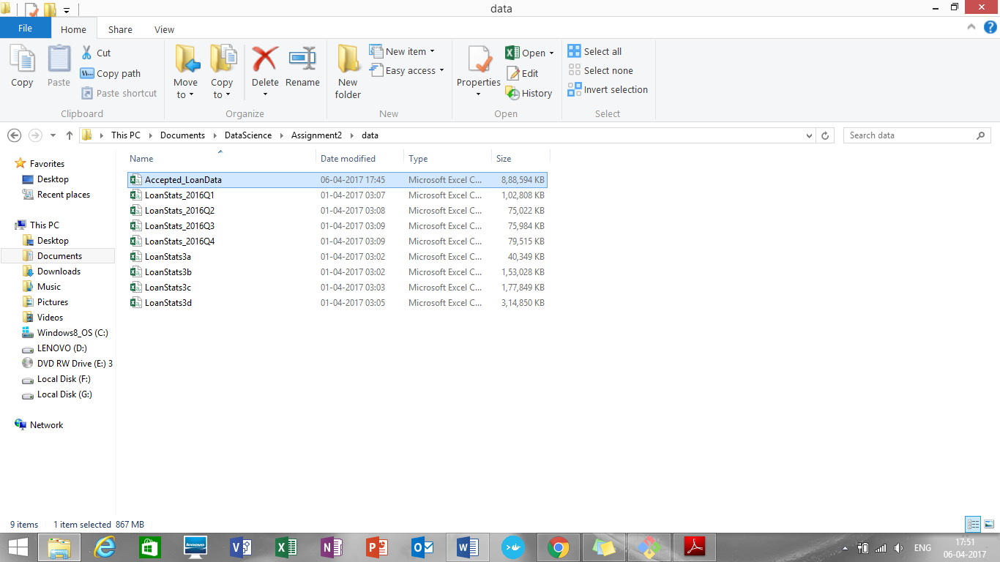 data
File Home Share View
Copy
Paste
Cut
Copy path
Paste shortcut
Clipboard
Move to
Copy to
Delete
Rename
Organize
New folder
New item
Easy access
New
Properties
Open
Edit
History
Open
Select all
Select none
Invert selection
Select
This PC Documents DataScience Assignment2 data
Search data
Favorites
Desktop
Recent places
This PC
Desktop
Documents
Downloads
Music
Pictures
Videos
Windows8_OS (C:)
LENOVO (D:)
DVD RW Drive (E:) 3
Local Disk (F:)
Local Disk (G:)
Network
Name Date modified Type Size
Accepted_LoanData 06-04-2017 17:45 Microsoft Excel C... 8,88,594 KB
LoanStats_2016Q1 01-04-2017 03:07 Microsoft Excel C... 1,02,808 KB
LoanStats_2016Q2 01-04-2017 03:08 Microsoft Excel C... 75,022 KB
LoanStats_2016Q3 01-04-2017 03:09 Microsoft Excel C... 75,984 KB
LoanStats_2016Q4 01-04-2017 03:09 Microsoft Excel C... 79,515 KB
LoanStats3a 01-04-2017 03:02 Microsoft Excel C... 40,349 KB
LoanStats3b 01-04-2017 03:02 Microsoft Excel C... 1,53,028 KB
LoanStats3c 01-04-2017 03:03 Microsoft Excel C... 1,77,849 KB
LoanStats3d 01-04-2017 03:05 Microsoft Excel C... 3,14,850 KB
9 items 1 item selected 867 MB
lenovo
ENG
17:51
06-04-2017